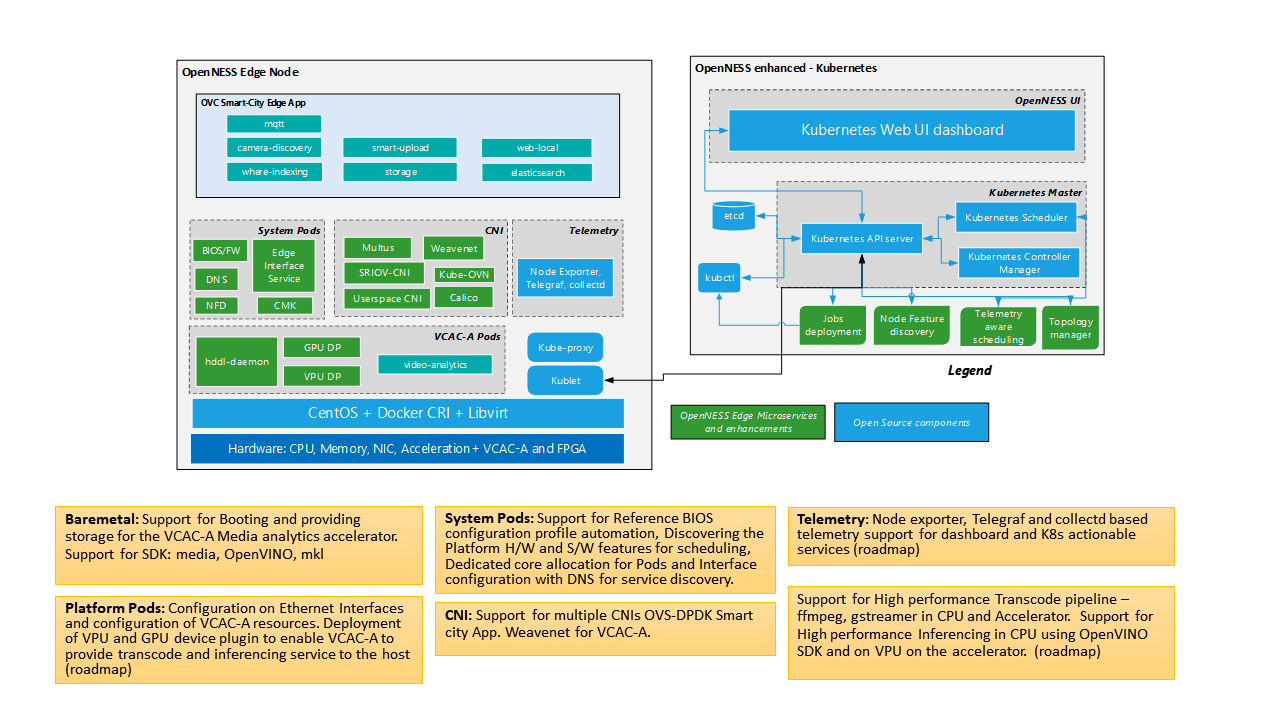 OpenNESS Edge Node
OVC Smart-City Edge App
mqtt
camera-discovery
smart-upload
web-local
where-indexing
storage
elasticsearch
System Pods
BIOS/FW
Edge
Interface
Service
DNS
NFD
CMK
CNI
Multus
Weavenet
SRIOV-CNI
Kube-OVN
Userspace CNI
Calico
Telemetry
Node Exporter,
Telegraf, collectd
VCAC-A Pods
hddl-daemon
GPU DP
VPU DP
video-analytics
Kube-proxy
Kublet
CentOS + Docker CRI + Libvirt
Hardware: CPU, Memory, NIC, Acceleration + VCAC-A and FPGA
OpenNESS enhanced - Kubernetes
OpenNESS UI
Kubernetes Web UI dashboard
Kubernetes Master
etcd
Kubernetes API server
Kubernetes Scheduler
Kubernetes Controller
Manager
kubctl
Jobs
deployment
Node Feature
discovery
Telemetry
aware
scheduling
Topology
manager
Legend
OpenNESS Edge Microservices
and enhancements
Open Source components
Baremetal: Support for Booting and providing
storage for the VCAC-A Media analytics accelerator.
Support for SDK: media, OpenVINO, mkl
System Pods: Support for Reference BIOS
configuration profile automation, Discovering the
Platform H/W and S/W features for scheduling,
Dedicated core allocation for Pods and Interface
configuration with DNS for service discovery.
Telemetry: Node exporter, Telegraf and collectd based
telemetry support for dashboard and K8s actionable
services (roadmap)
Platform Pods: Configuration on Ethernet Interfaces
and configuration of VCAC-A resources. Deployment
of VPU and GPU device plugin to enable VCAC-A to
provide transcode and inferencing service to the host
(roadmap)
CNI: Support for multiple CNIs OVS-DPDK Smart
city App. Weavenet for VCAC-A.
Support for High performance Transcode pipeline –
ffmpeg, gstreamer in CPU and Accelerator. Support for
High performance Inferencing in CPU using OpenVINO
SDK and on VPU on the accelerator. (roadmap)